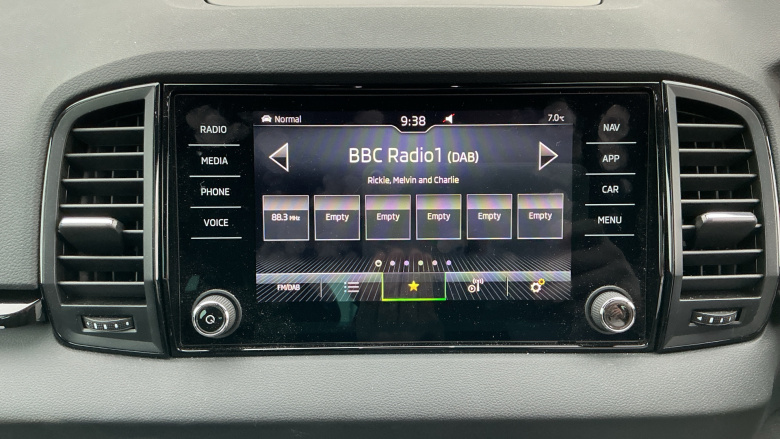 Normal
9:38
7.0℃
RADIO
MEDIA
PHONE
VOICE
BBC Radio1 (DAB)
Rickie, Melvin and Charlie
88.3 MHz
Empty
Empty
Empty
Empty
Empty
FM/DAB
NAV
APP
CAR
MENU